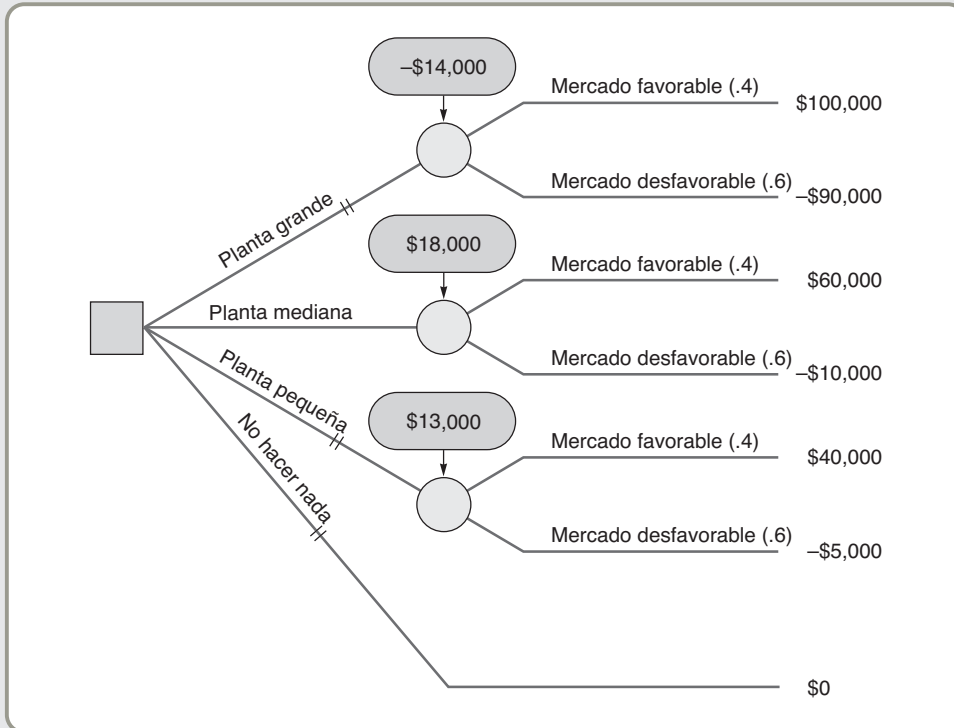 –$14,000
Mercado favorable (.4)
$100,000
Mercado desfavorable (.6)
–$90,000
Planta grande
$18,000
Mercado favorable (.4)
$60,000
Planta mediana
Mercado desfavorable (.6)
–$10,000
Planta pequeña
$13,000
Mercado favorable (.4)
$40,000
No hacer nada
Mercado desfavorable (.6)
–$5,000
$0